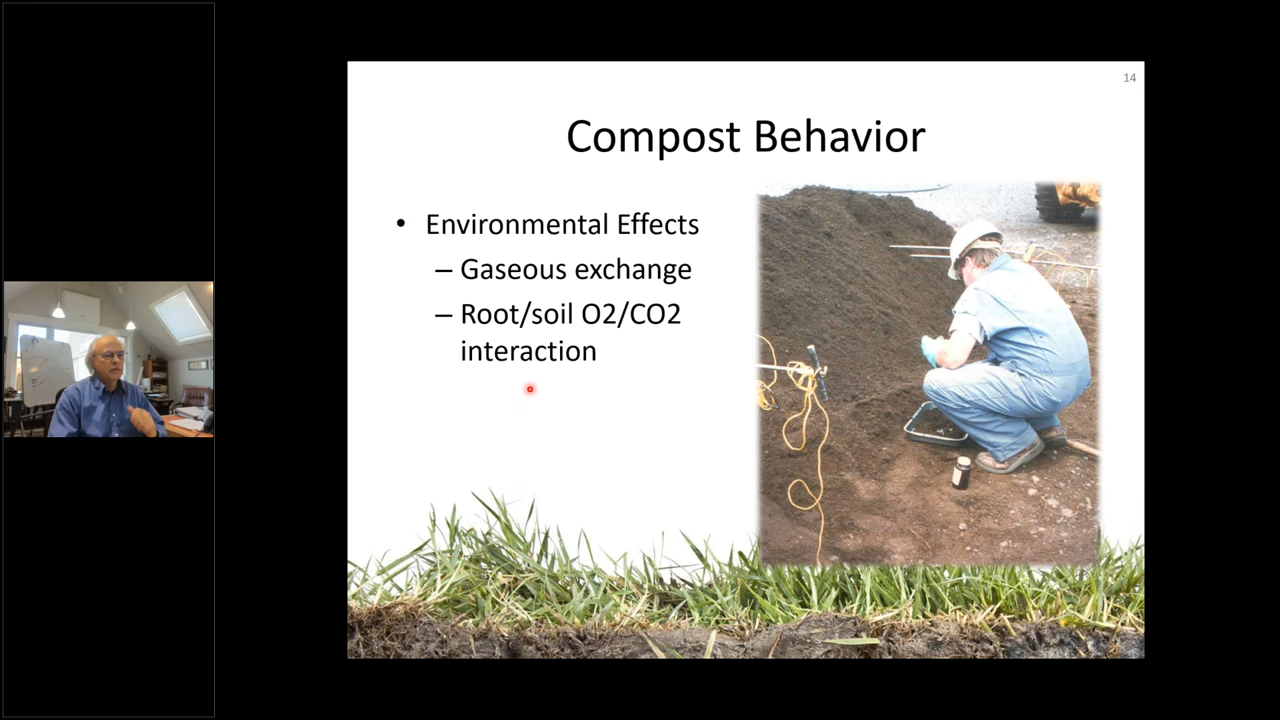 14
Compost Behavior
• Environmental Effects
– Gaseous exchange
– Root/soil O2/CO2
interaction